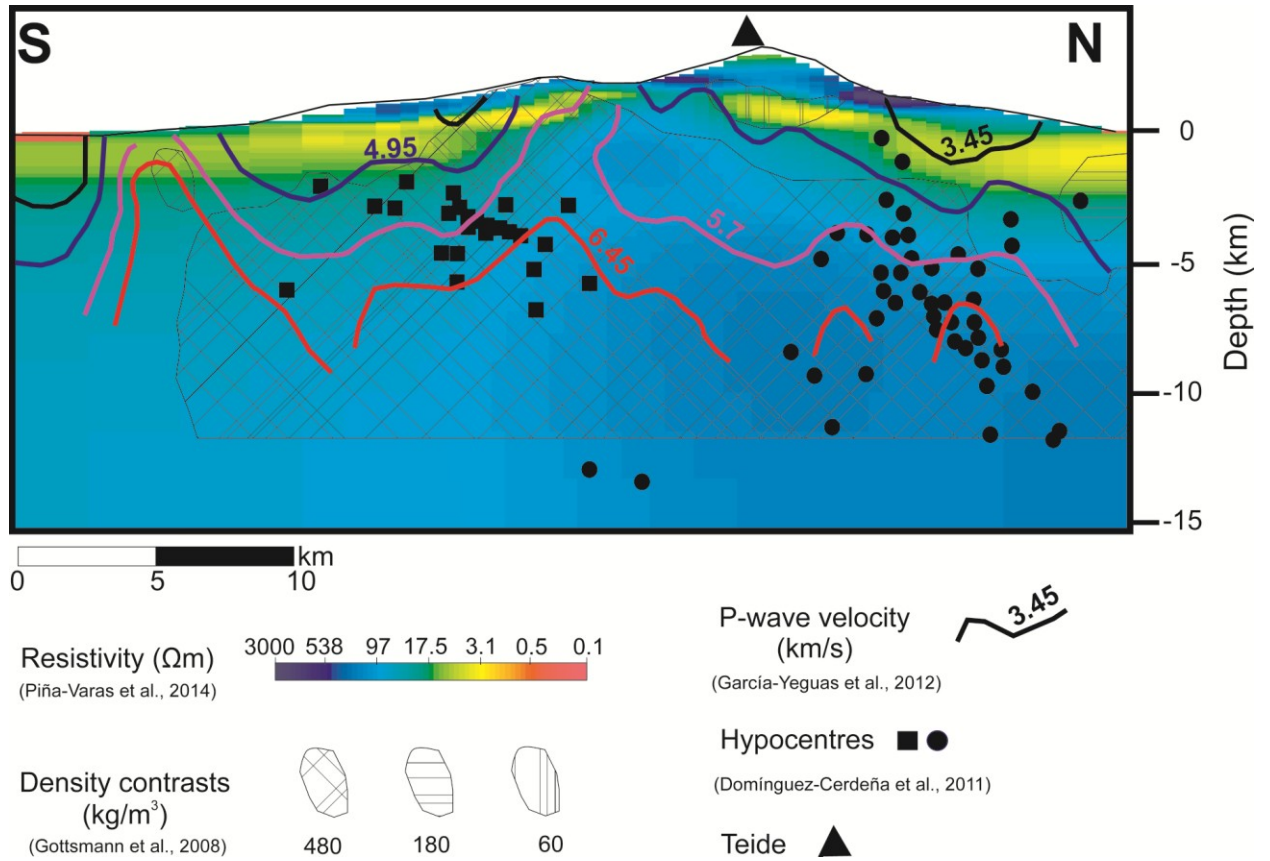 S
N
4.95
3.45
5.7
6.45
0
-5
-10
-15
Depth (km)
km
0 5 10
Resistivity (Ωm)
3000 538 97 17.5 3.1 0.5 0.1
(Piña-Varas et al., 2014)
Density contrasts
(kg/m³)
(Gottsmann et al., 2008)
480 180 60
P-wave velocity
(km/s)
3.45
(García-Yeguas et al., 2012)
Hypocentres
(Domínguez-Cerdeña et al., 2011)
Teide